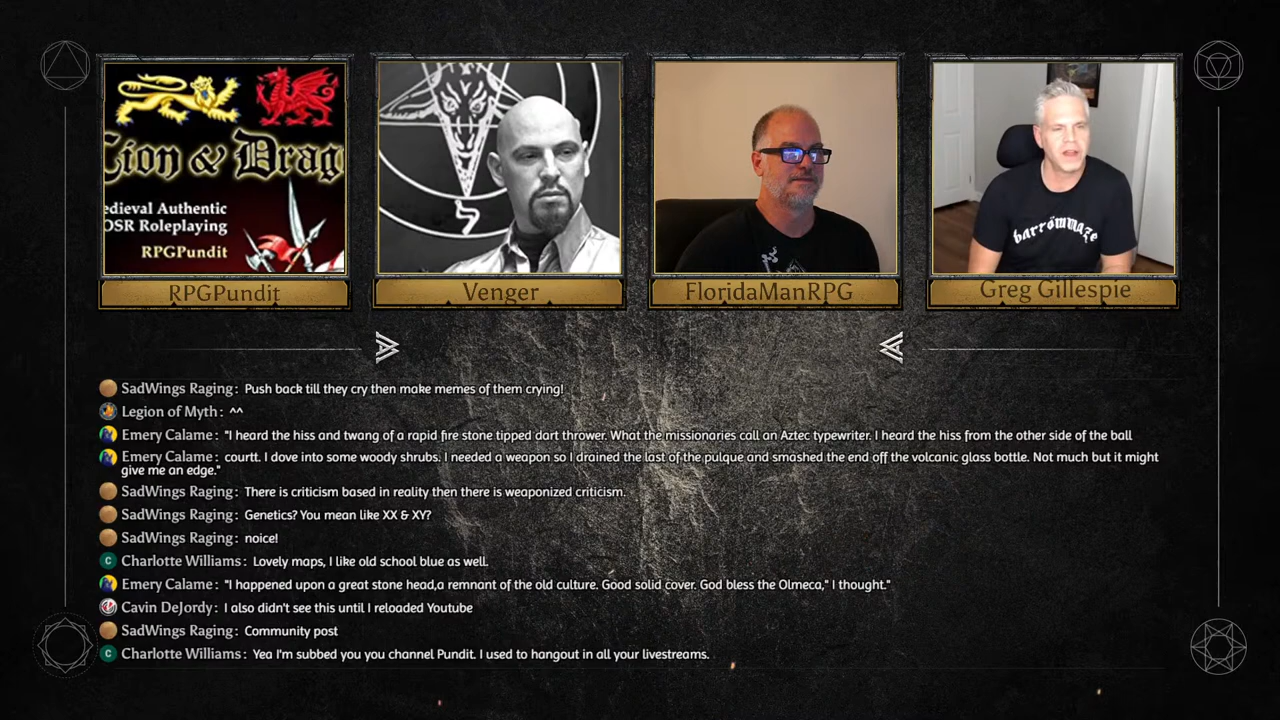 Lion & Drag
edieval Authentic
OSR Roleplaying
RPGPundit
barrowmaze
RPGPundit
Venger
FloridaManRPG
Greg Gillespie
SadWings Raging: Push back till they cry then make memes of them crying!
Legion of Myth: ^^
Emery Calame: "I heard the hiss and twang of a rapid fire stone tipped dart thrower. What the missionaries call an Aztec typewriter. I heard the hiss from the other side of the ball
Emery Calame: courtt. I dove into some woody shrubs. I needed a weapon so I drained the last of the pulque and smashed the end off the volcanic glass bottle. Not much but it might
give me an edge."
SadWings Raging: There is criticism based in reality then there is weaponized criticism.
SadWings Raging: Genetics? You mean like XX & XY?
SadWings Raging: noice!
C Charlotte Williams: Lovely maps, I like old school blue as well.
Emery Calame: "I happened upon a great stone head,a remnant of the old culture. Good solid cover. God bless the Olmeca," I thought."
Cavin DeJordy: I also didn't see this until I reloaded Youtube
SadWings Raging: Community post
C Charlotte Williams: Yea I'm subbed you you channel Pundit. I used to hangout in all your livestreams.